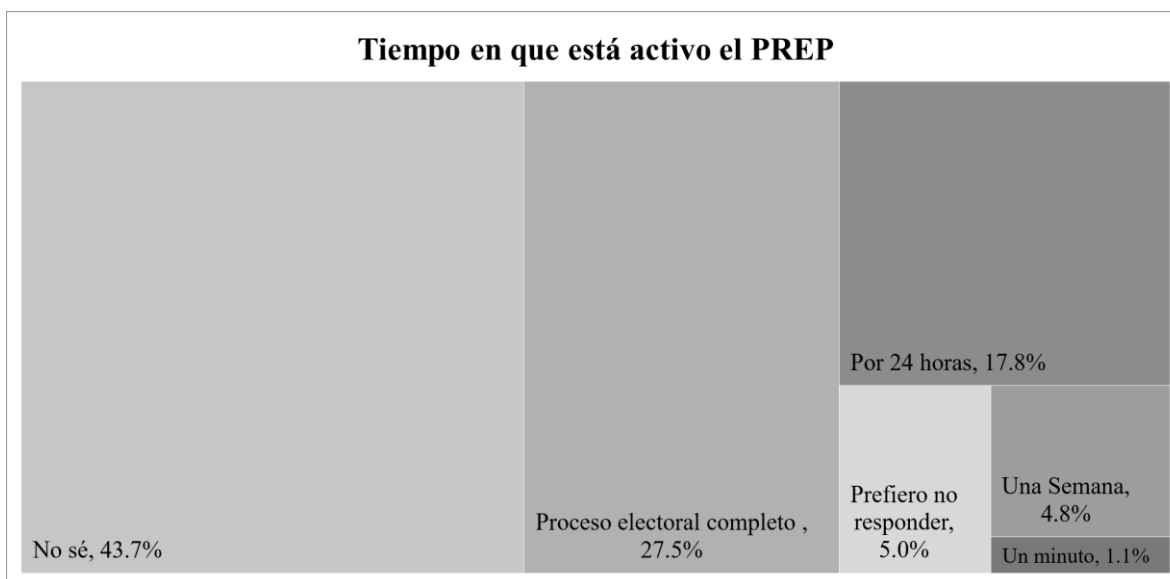 Tiempo en que está activo el PREP
No sé, 43.7%
Proceso electoral completo ,
27.5%
Por 24 horas, 17.8%
Prefiero no
responder,
5.0%
Una Semana,
4.8%
Un minuto, 1.1%